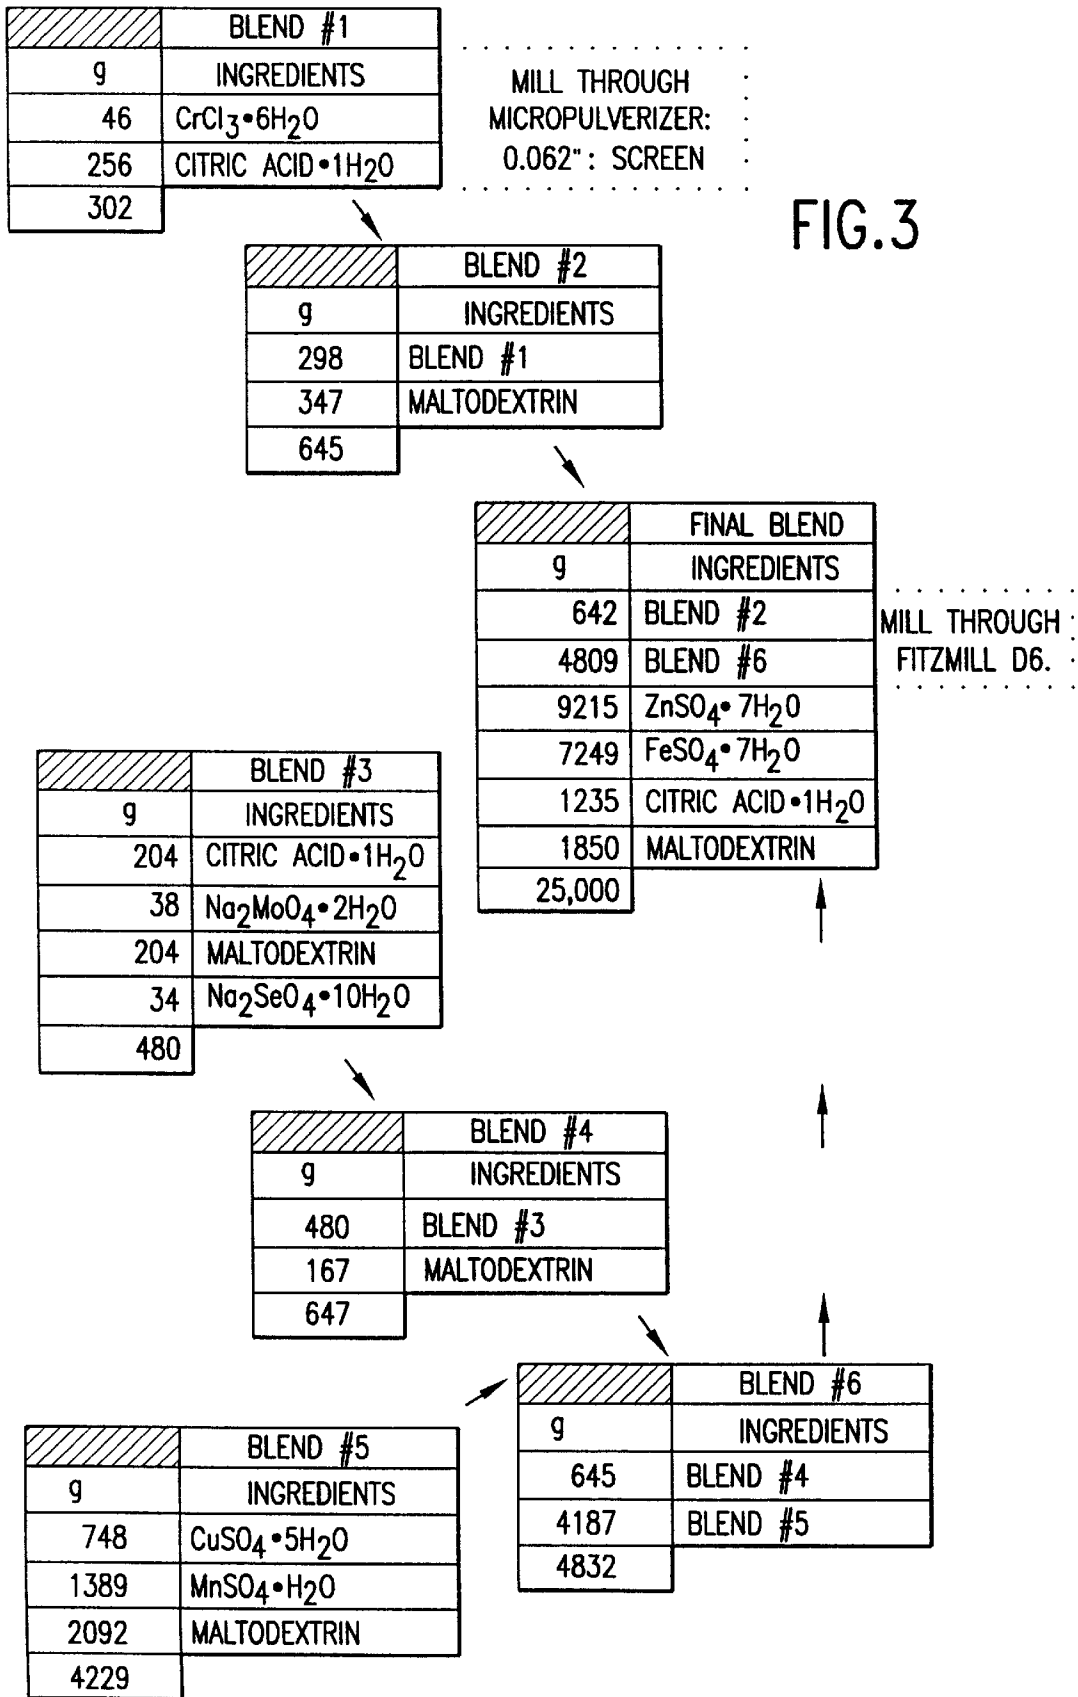 BLEND #1
g INGREDIENTS
46 CrCl3•6H2O
256 CITRIC ACID•1H2O
302
MILL THROUGH
MICROPULVERIZER:
0.062": SCREEN
FIG.3
BLEND #2
g INGREDIENTS
298 BLEND #1
347 MALTODEXTRIN
645
FINAL BLEND
g INGREDIENTS
642 BLEND #2
4809 BLEND #6
9215 ZnSO4•7H2O
7249 FeSO4•7H2O
1235 CITRIC ACID•1H2O
1850 MALTODEXTRIN
25,000
MILL THROUGH
FITZMILL D6.
BLEND #3
g INGREDIENTS
204 CITRIC ACID•1H2O
38 Na2MoO4•2H2O
204 MALTODEXTRIN
34 Na2SeO4•10H2O
480
BLEND #4
g INGREDIENTS
480 BLEND #3
167 MALTODEXTRIN
647
BLEND #6
g INGREDIENTS
645 BLEND #4
4187 BLEND #5
4832
BLEND #5
g INGREDIENTS
748 CuSO4•5H2O
1389 MnSO4•H2O
2092 MALTODEXTRIN
4229